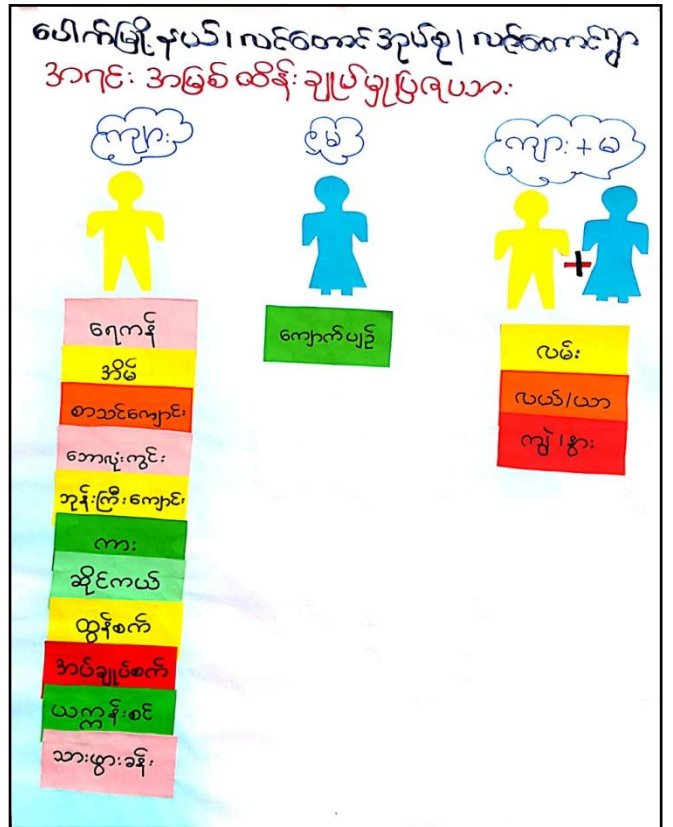 ပေါက်မြို့နယ်၊ လင်းတောင်အုပ်စု၊ လင်းတောင်ရွာ
အရင်းအမြစ်ထိန်းချုပ်မှုပြဇယား
ကျား
မ
ကျား + မ
+
ရေကန်
အိမ်
စာသင်ကျောင်း
ဘောလုံးကွင်း
ဘုန်းကြီးကျောင်း
ကား
ဆိုင်ကယ်
ထွန်စက်
အပ်ချုပ်စက်
ယက္ကန်းစင်
သားဖွားခန်း
ကျောက်ပျဉ်
လမ်း
လယ်/ယာ
ကျွဲ/နွား